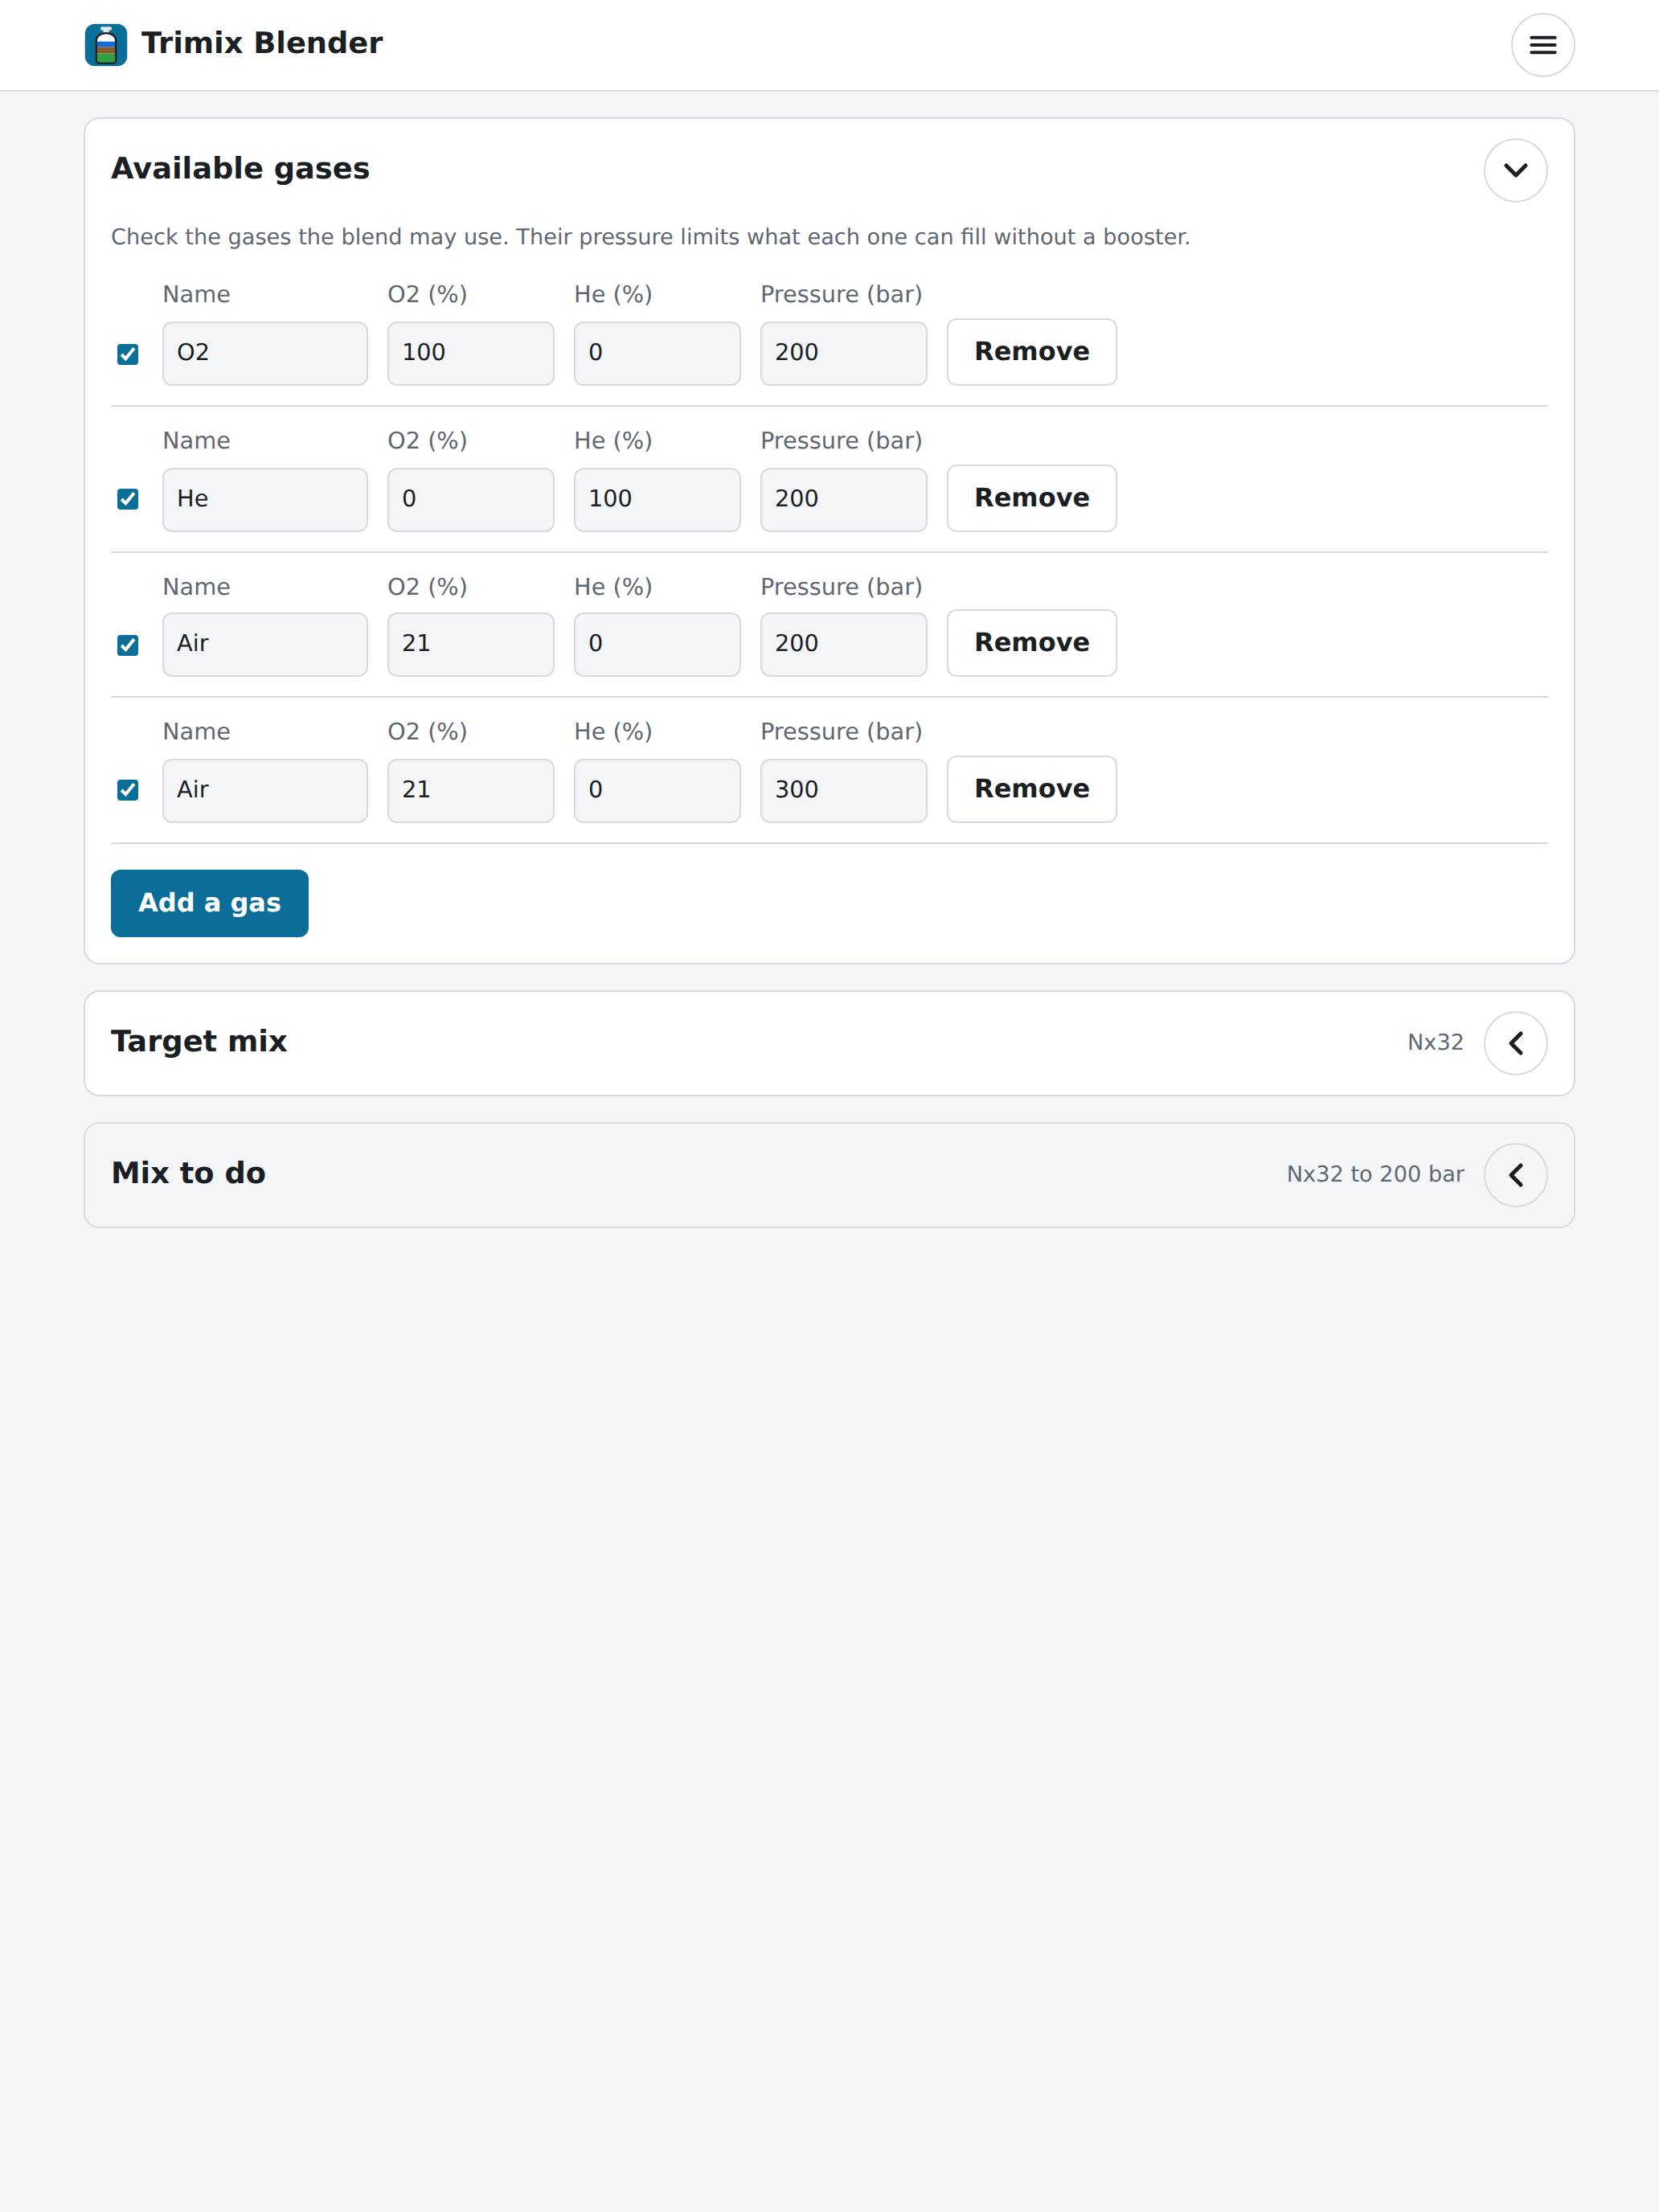 Trimix Blender
Available gases
Check the gases the blend may use. Their pressure limits what each one can fill without a booster.
Name O2 (%) He (%) Pressure (bar)
O2 100 0 200 Remove
Name O2 (%) He (%) Pressure (bar)
He 0 100 200 Remove
Name O2 (%) He (%) Pressure (bar)
Air 21 0 200 Remove
Name O2 (%) He (%) Pressure (bar)
Air 21 0 300 Remove
Add a gas
Target mix Nx32
Mix to do Nx32 to 200 bar